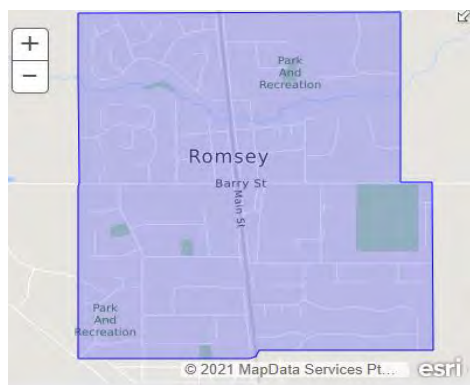 +
−
Park
And
Recreation
Romsey
Barry St
Main St
Park
And
Recreation
© 2021 MapData Services Pt...
esri